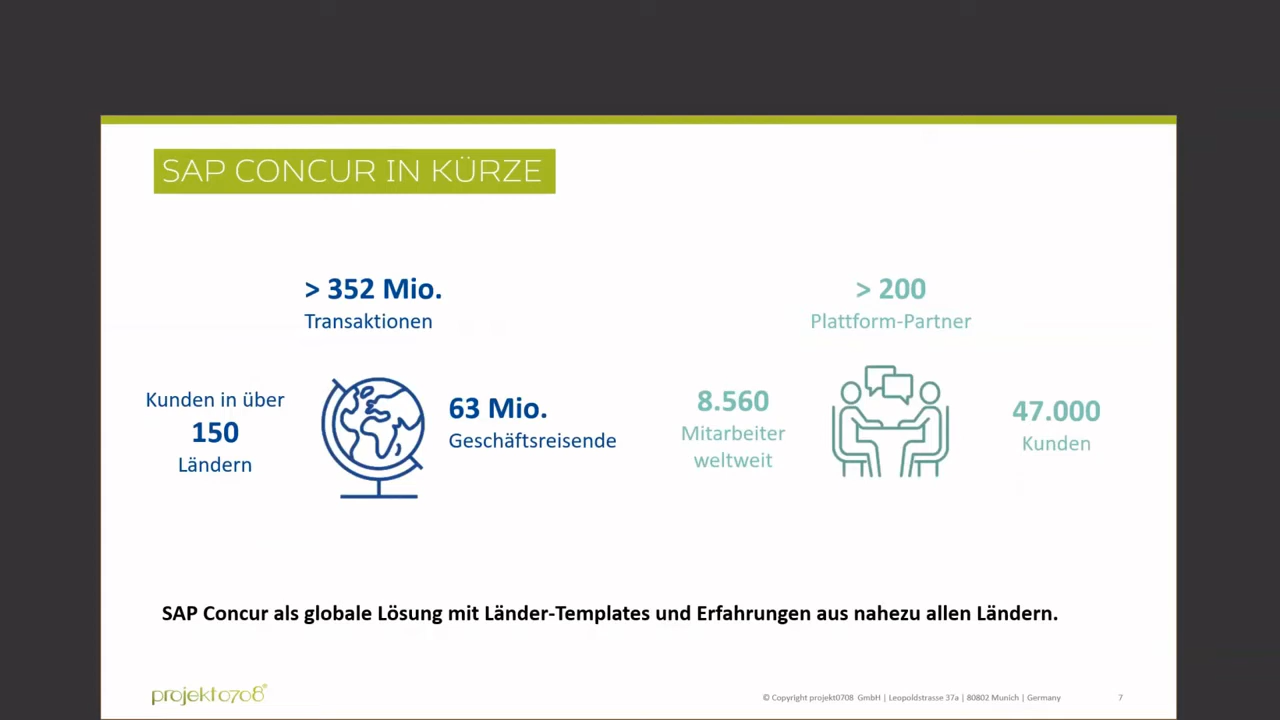 SAP CONCUR IN KÜRZE
> 352 Mio.
Transaktionen
Kunden in über
150
Ländern
63 Mio.
Geschäftsreisende
> 200
Plattform-Partner
8.560
Mitarbeiter
weltweit
47.000
Kunden
SAP Concur als globale Lösung mit Länder-Templates und Erfahrungen aus nahezu allen Ländern.
projekt0708®
© Copyright projekt0708 GmbH | Leopoldstrasse 37a | 80802 Munich | Germany
7